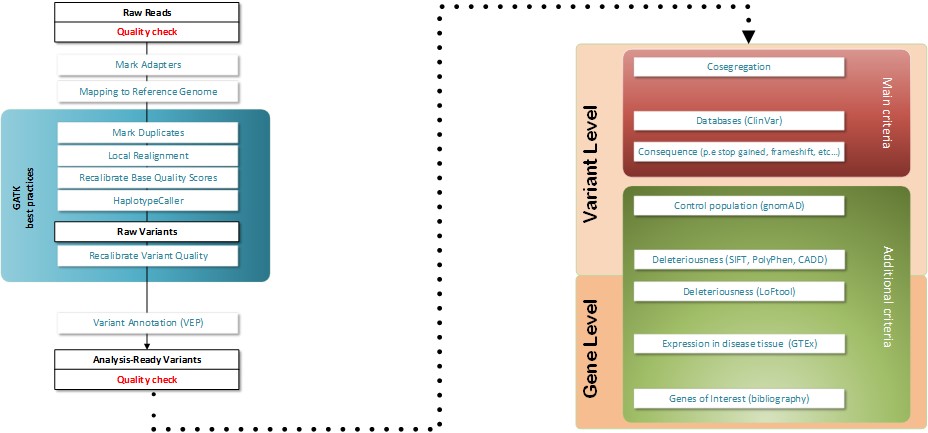 Raw Reads
Quality check
Mark Adapters
Mapping to Reference Genome
GATK
best practices
Mark Duplicates
Local Realignment
Recalibrate Base Quality Scores
HaplotypeCaller
Raw Variants
Recalibrate Variant Quality
Variant Annotation (VEP)
Analysis-Ready Variants
Quality check
Variant Level
Main criteria
Cosegregation
Databases (ClinVar)
Consequence (p.e stop gained, frameshift, etc...)
Additional criteria
Control population (gnomAD)
Deleteriousness (SIFT, PolyPhen, CADD)
Gene Level
Deleteriousness (LoFtool)
Expression in disease tissue (GTEx)
Genes of Interest (bibliography)